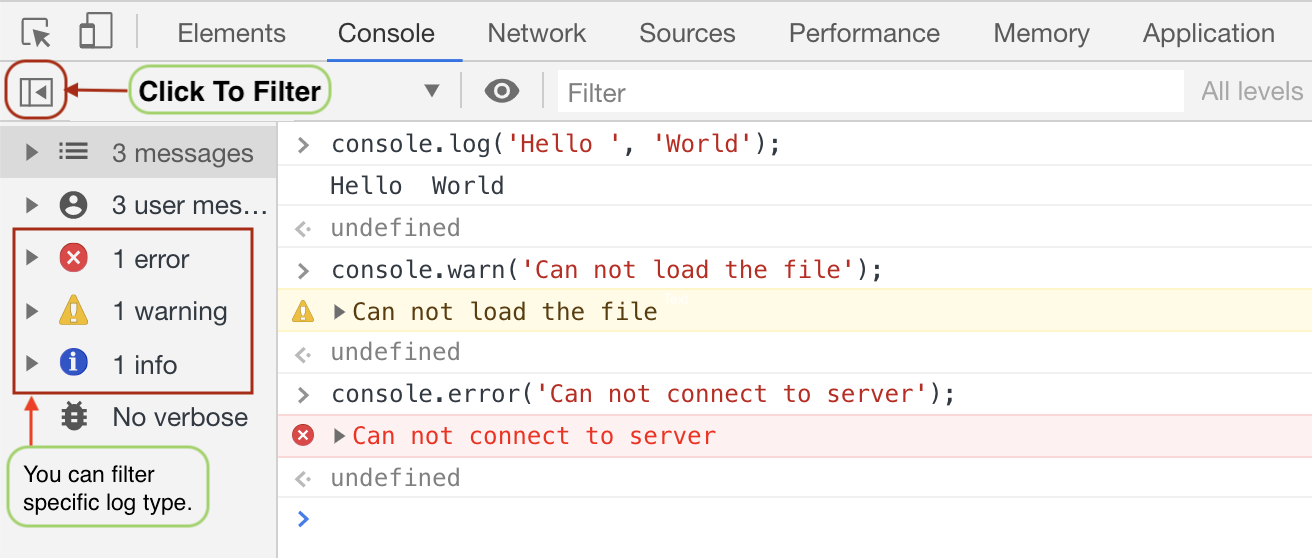 Elements Console Network Sources Performance Memory Application
Click To Filter Filter All levels
3 messages
3 user mes...
1 error
1 warning
1 info
No verbose
You can filter
specific log type.
> console.log('Hello ', 'World');
Hello  World
undefined
> console.warn('Can not load the file');
Can not load the file
undefined
> console.error('Can not connect to server');
Can not connect to server
undefined
>